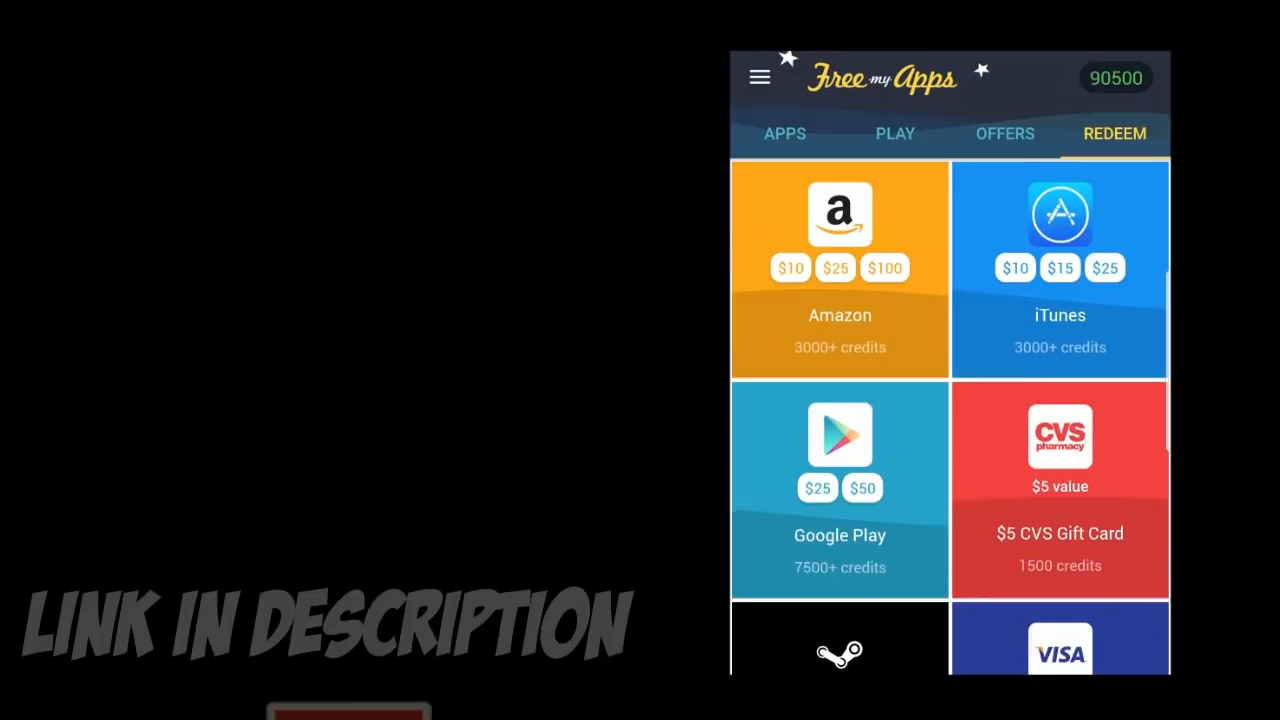 Free my Apps
90500
APPS PLAY OFFERS REDEEM
a
$10 $25 $100
Amazon
3000+ credits
$10 $15 $25
iTunes
3000+ credits
$25 $50
Google Play
7500+ credits
CVS
pharmacy
$5 value
$5 CVS Gift Card
1500 credits
VISA
LINK IN DESCRIPTION